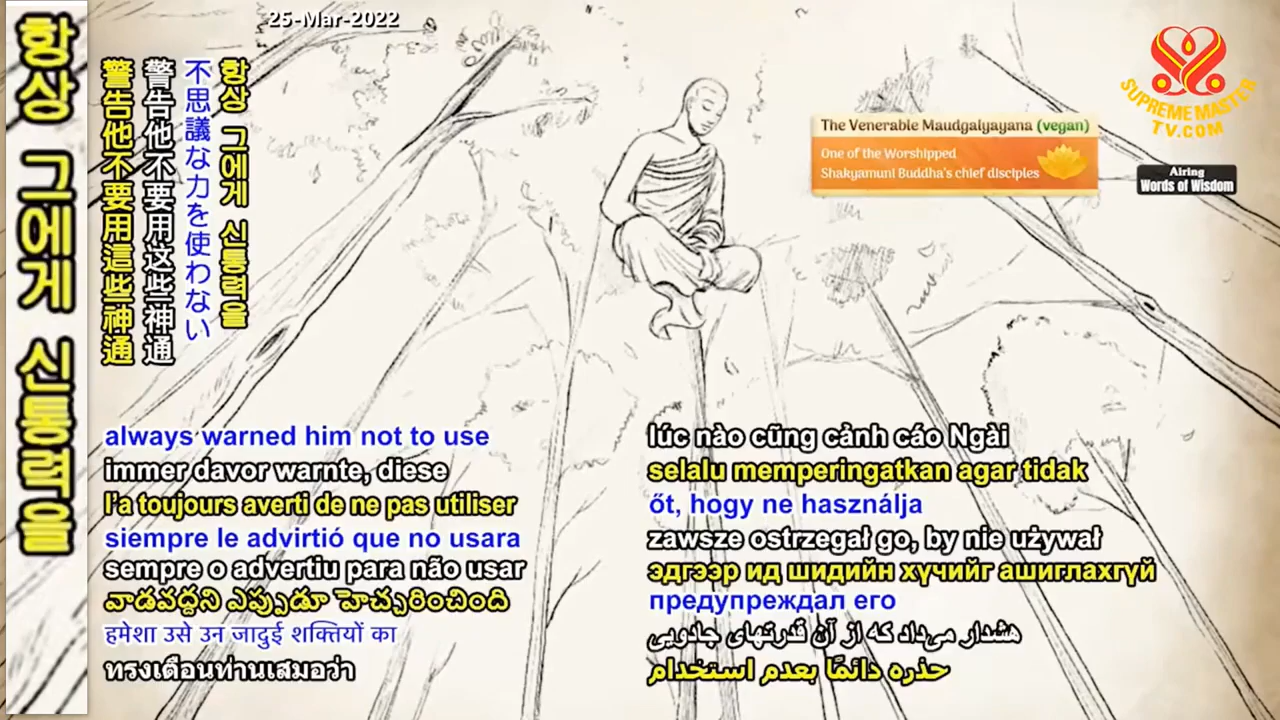 25-Mar-2022
항상 그에게 신통력을
항상 그에게 신통력을
不思議な力を使わない
警告他不要用这些神通
警告他不要用這些神通
The Venerable Maudgalyayana (vegan)
One of the Worshipped
Shakyamuni Buddha's chief disciples
SUPREME MASTER
TV.COM
Airing
Words of Wisdom
always warned him not to use
immer davor warnte, diese
l'a toujours averti de ne pas utiliser
siempre le advirtió que no usara
sempre o advertiu para não usar
వాడవద్దని ఎప్పుడూ హెచ్చరించింది
हमेशा उसे उन जादुई शक्तियों का
ทรงเตือนท่านเสมอว่า
lúc nào cũng cảnh cáo Ngài
selalu memperingatkan agar tidak
őt, hogy ne használja
zawsze ostrzegał go, by nie używał
эдгээр ид шидийн хүчийг ашиглахгүй
предупреждал его
هشدار می‌داد که از آن قدرتهای جادویی
حذره دائمًا بعدم استخدام